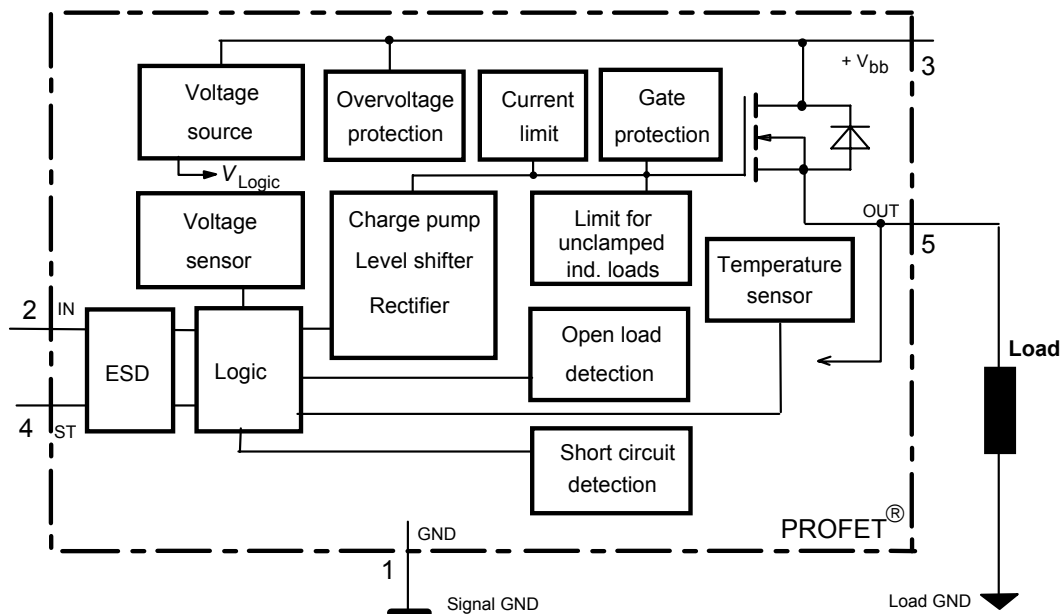 + Vbb
3
Voltage
source
Overvoltage
protection
Current
limit
Gate
protection
VLogic
Voltage
sensor
Charge pump
Level shifter
Rectifier
Limit for
unclamped
ind. loads
OUT
5
Temperature
sensor
2
IN
ESD
Logic
Open load
detection
Load
4
ST
Short circuit
detection
PROFET®
GND
1
Signal GND
Load GND